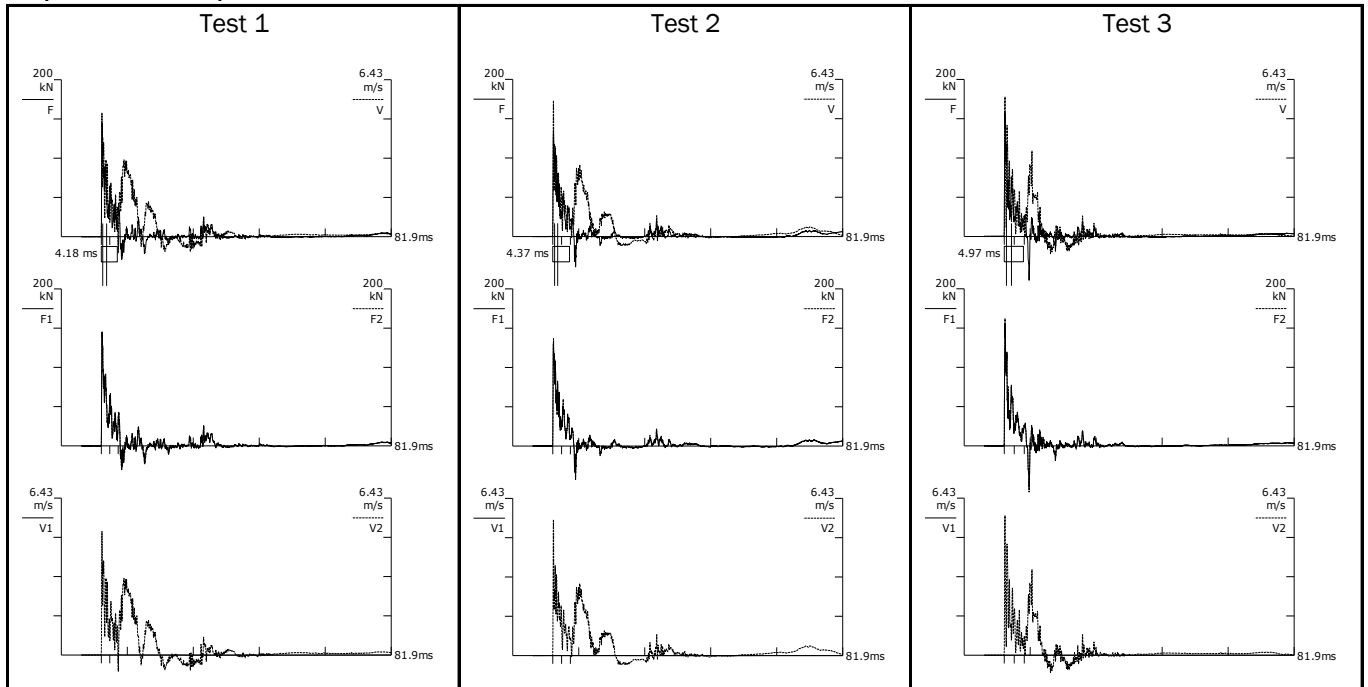 Test 1
200
kN
F
6.43
m/s
V
81.9ms
4.18 ms
200
kN
F1
200
kN
F2
81.9ms
6.43
m/s
V1
6.43
m/s
V2
81.9ms
Test 2
200
kN
F
6.43
m/s
V
81.9ms
4.37 ms
200
kN
F1
200
kN
F2
81.9ms
6.43
m/s
V1
6.43
m/s
V2
81.9ms
Test 3
200
kN
F
6.43
m/s
V
81.9ms
4.97 ms
200
kN
F1
200
kN
F2
81.9ms
6.43
m/s
V1
6.43
m/s
V2
81.9ms